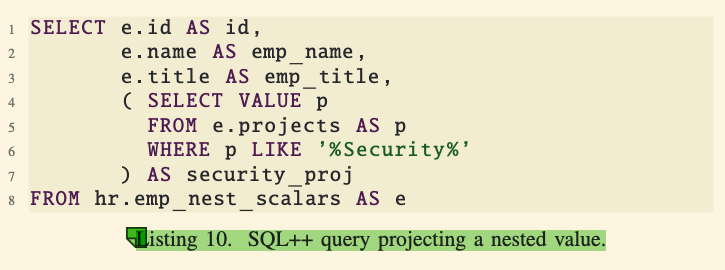 1 SELECT e.id AS id,
2 e.name AS emp_name,
3 e.title AS emp_title,
4 ( SELECT VALUE p
5 FROM e.projects AS p
6 WHERE p LIKE '%Security%'
7 ) AS security_proj
8 FROM hr.emp_nest_scalars AS e
Listing 10. SQL++ query projecting a nested value.